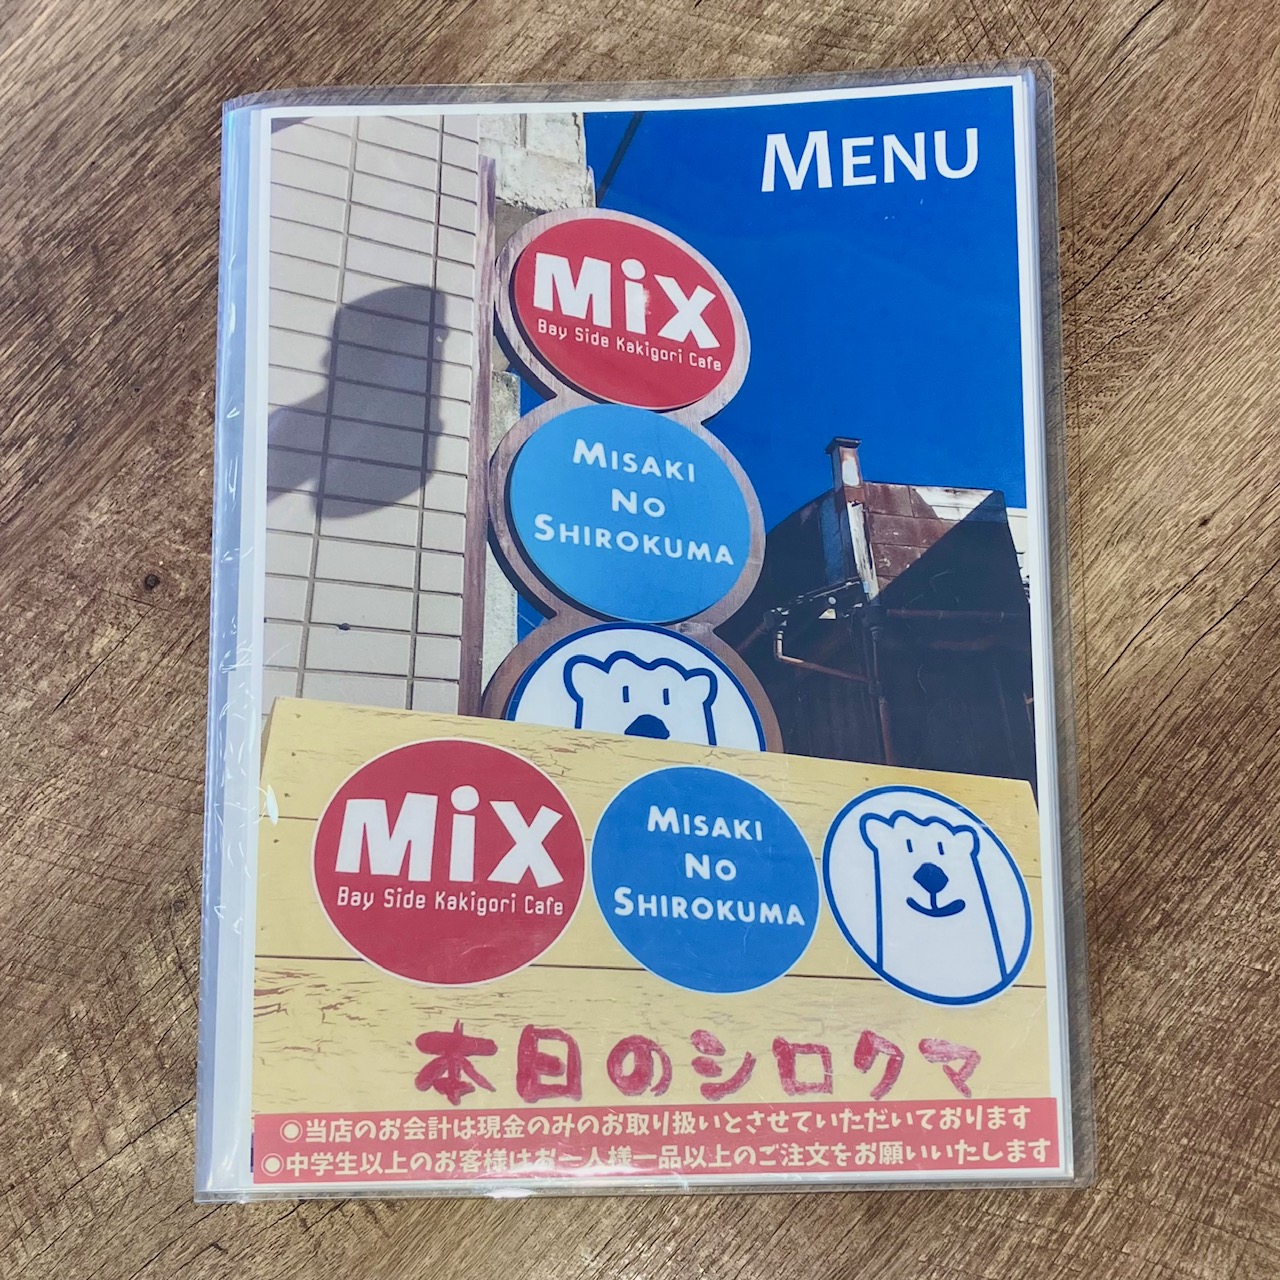 MENU
MiX
Bay Side Kakigori Cafe
MISAKI
NO
SHIROKUMA
MiX
Bay Side Kakigori Cafe
MISAKI
NO
SHIROKUMA
本日のシロクマ
◉当店のお会計は現金のみのお取り扱いとさせていただいております
◉中学生以上のお客様はお一人様一品以上のご注文をお願いいたします